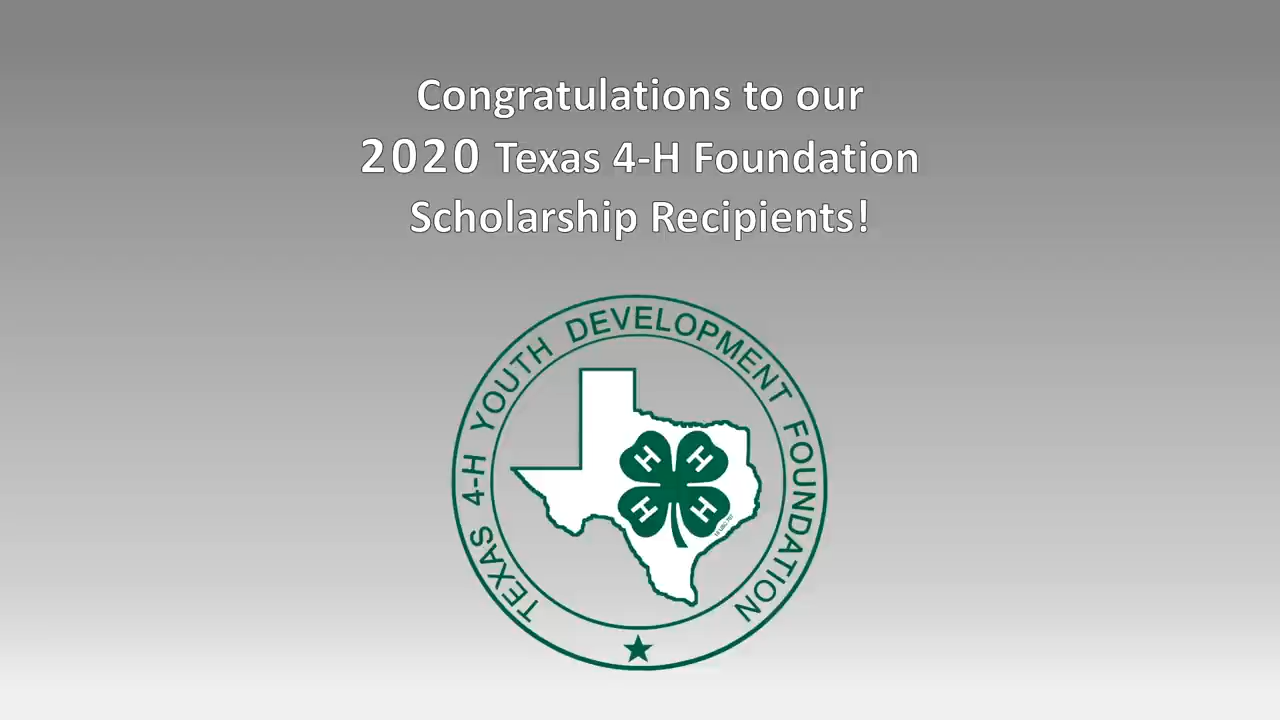 Congratulations to our
2020 Texas 4-H Foundation
Scholarship Recipients!
TEXAS 4-H YOUTH DEVELOPMENT FOUNDATION
H H
H H